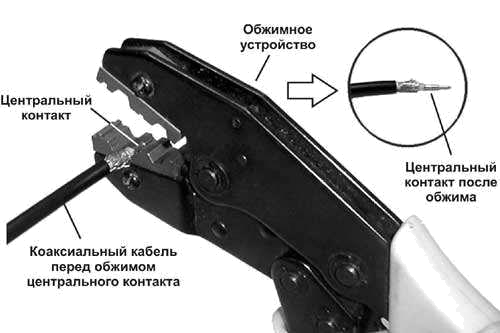 Обжимное
устройство
Центральный
контакт
Центральный
контакт после
обжима
Коаксиальный кабель
перед обжимом
центрального контакта